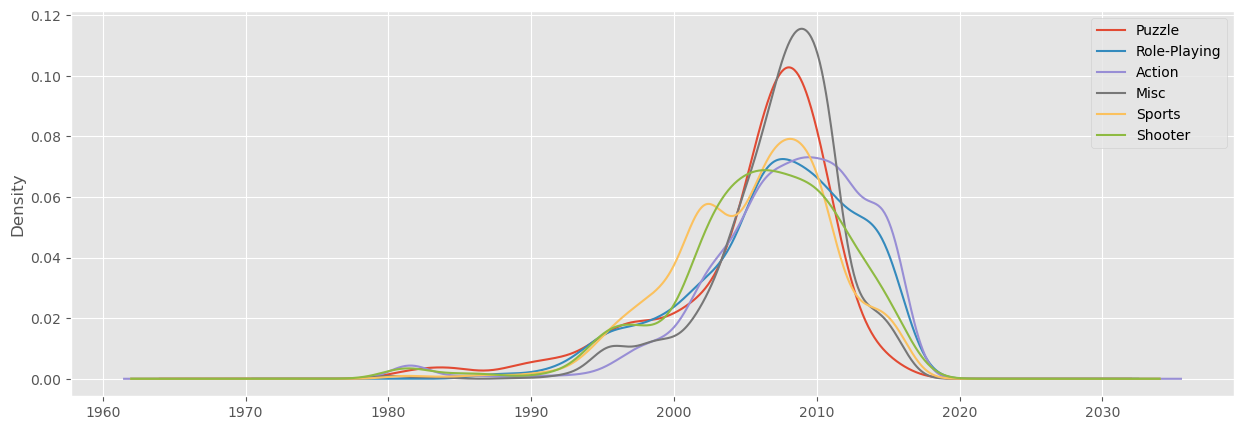 0.12
0.10
0.08
0.06
0.04
0.02
0.00
Density
1960
1970
1980
1990
2000
2010
2020
2030
Puzzle
Role-Playing
Action
Misc
Sports
Shooter